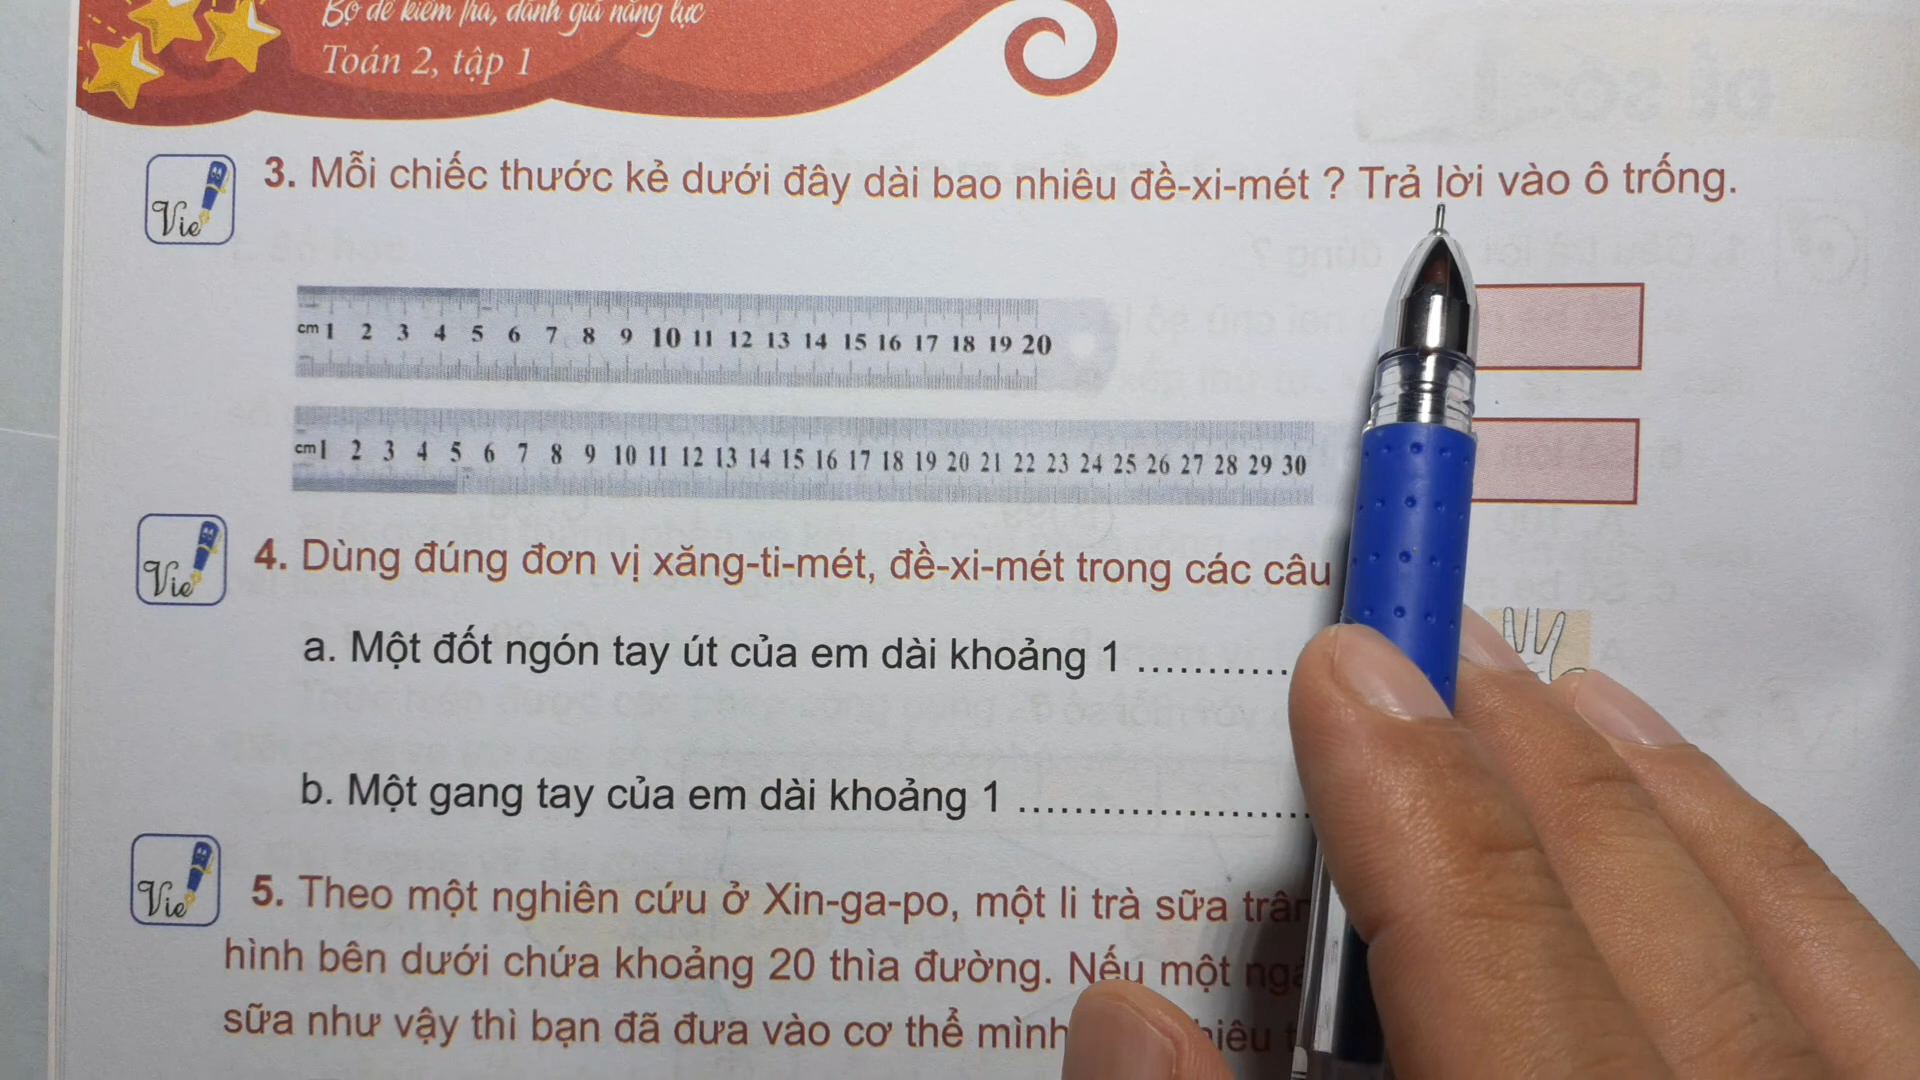 Bộ đề kiểm tra, đánh giá năng lực
Toán 2, tập 1
3. Mỗi chiếc thước kẻ dưới đây dài bao nhiêu đề-xi-mét ? Trả lời vào ô trống.
cm 1 2 3 4 5 6 7 8 9 10 11 12 13 14 15 16 17 18 19 20
cm 1 2 3 4 5 6 7 8 9 10 11 12 13 14 15 16 17 18 19 20 21 22 23 24 25 26 27 28 29 30
Vie
Vie
4. Dùng đúng đơn vị xăng-ti-mét, đề-xi-mét trong các câu
a. Một đốt ngón tay út của em dài khoảng 1 ............
b. Một gang tay của em dài khoảng 1 .....................
Vie
5. Theo một nghiên cứu ở Xin-ga-po, một li trà sữa
hình bên dưới chứa khoảng 20 thìa đường. Nếu một
sữa như vậy thì bạn đã đưa vào cơ thể mình